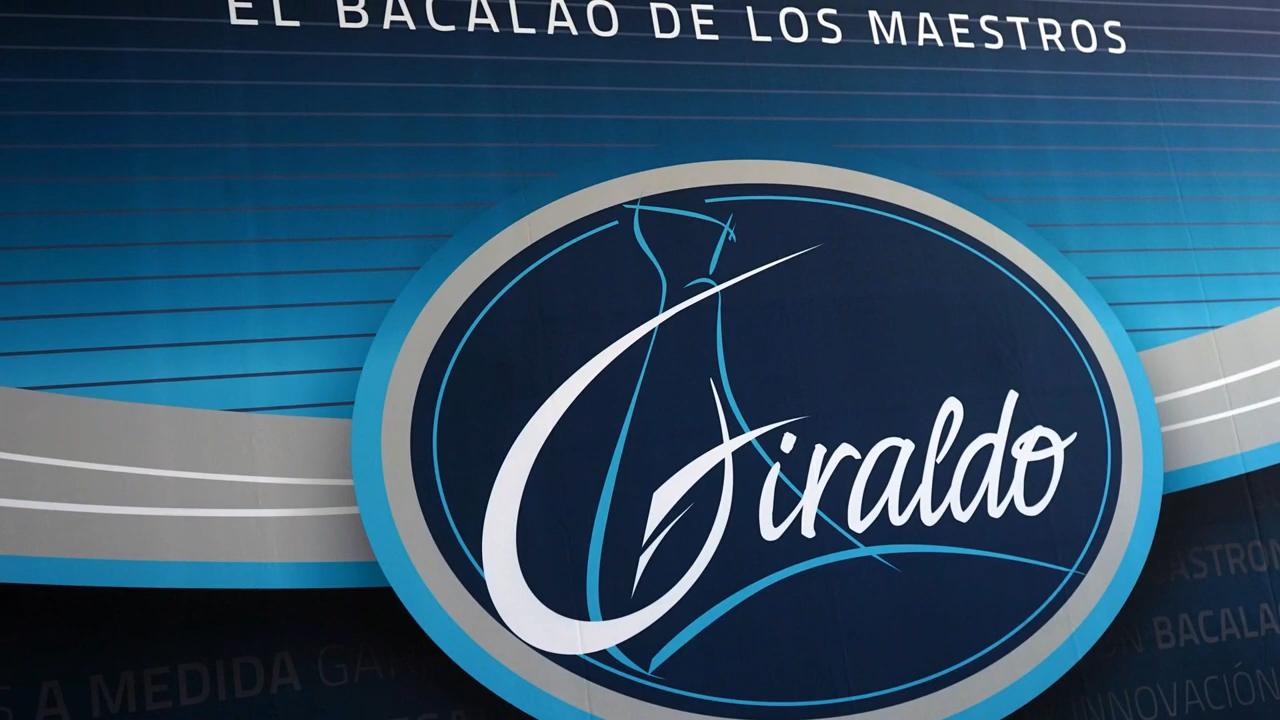 EL BACALAO DE LOS MAESTROS
Giraldo
A MEDIDA
BACALA
INNOVACIÓN